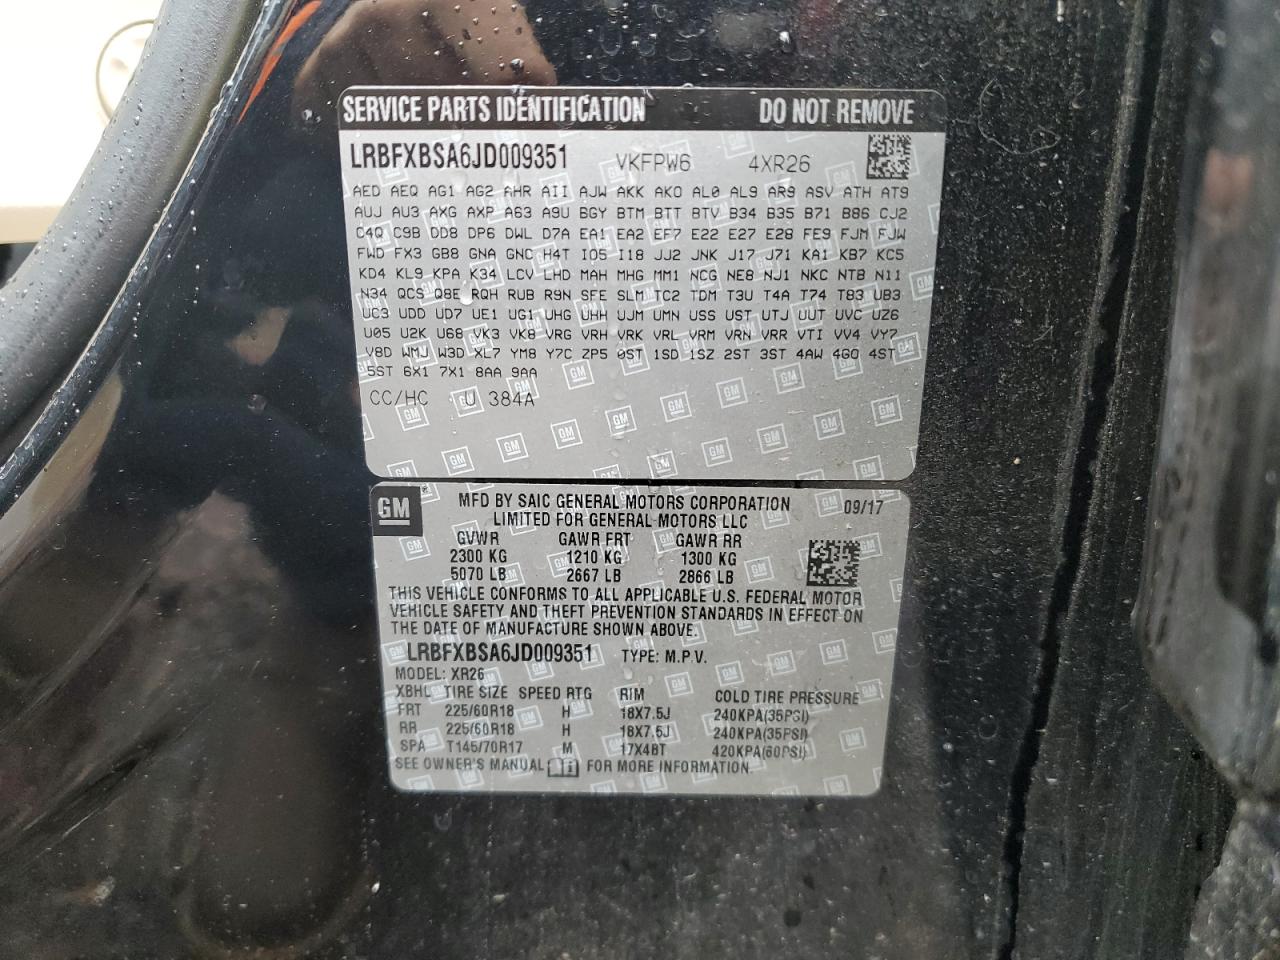 SERVICE PARTS IDENTIFICATION DO NOT REMOVE
LRBFXBSA6JD009351 VKFPW6 4XR26
AED AEQ AG1 AG2 AHR AII AJW AKK AKO AL0 AL9 AR9 ASV ATH AT9
AUJ AU3 AXG AXP A63 A9U BGY BTM BTT BTV B34 B35 B71 B86 CJ2
C4Q C9B DD8 DP6 DWL D7A EA1 EA2 EF7 E22 E27 E28 FE9 FJM FJW
FWD FX3 GB8 GNA GNC H4T IO5 I18 JJ2 JNK J17 J71 KA1 KB7 KC5
KD4 KL9 KPA K34 LCV LHD MAH MHG MM1 NCG NE8 NJ1 NKC NTB N11
N34 QCS Q8E RQH RUB R9N SFE SLM TC2 TDM T3U T4A T74 T83 UB3
UC3 UDD UD7 UE1 UG1 UHG UHH UJM UMN USS UST UTJ UUT UVC UZ6
U05 U2K U68 VK3 VK8 VRG VRH VRK VRL VRM VRN VRR VTI VV4 VY7
V8D WMJ W3D XL7 YM8 Y7C ZP5 0ST 1SD 1SZ 2ST 3ST 4AW 4GO 4ST
5ST 6X1 7X1 8AA 9AA
CC/HC U 384A
GM MFD BY SAIC GENERAL MOTORS CORPORATION 09/17
LIMITED FOR GENERAL MOTORS LLC
GVWR GAWR FRT GAWR RR
2300 KG 1210 KG 1300 KG
5070 LB 2667 LB 2866 LB
THIS VEHICLE CONFORMS TO ALL APPLICABLE U.S. FEDERAL MOTOR
VEHICLE SAFETY AND THEFT PREVENTION STANDARDS IN EFFECT ON
THE DATE OF MANUFACTURE SHOWN ABOVE.
LRBFXBSA6JD009351 TYPE: M.P.V.
MODEL: XR26
XBHL TIRE SIZE SPEED RTG RIM COLD TIRE PRESSURE
FRT 225/60R18 H 18X7.5J 240KPA(35PSI)
RR 225/60R18 H 18X7.5J 240KPA(35PSI)
SPA T145/70R17 M 17X4BT 420KPA(60PSI)
SEE OWNER'S MANUAL FOR MORE INFORMATION.